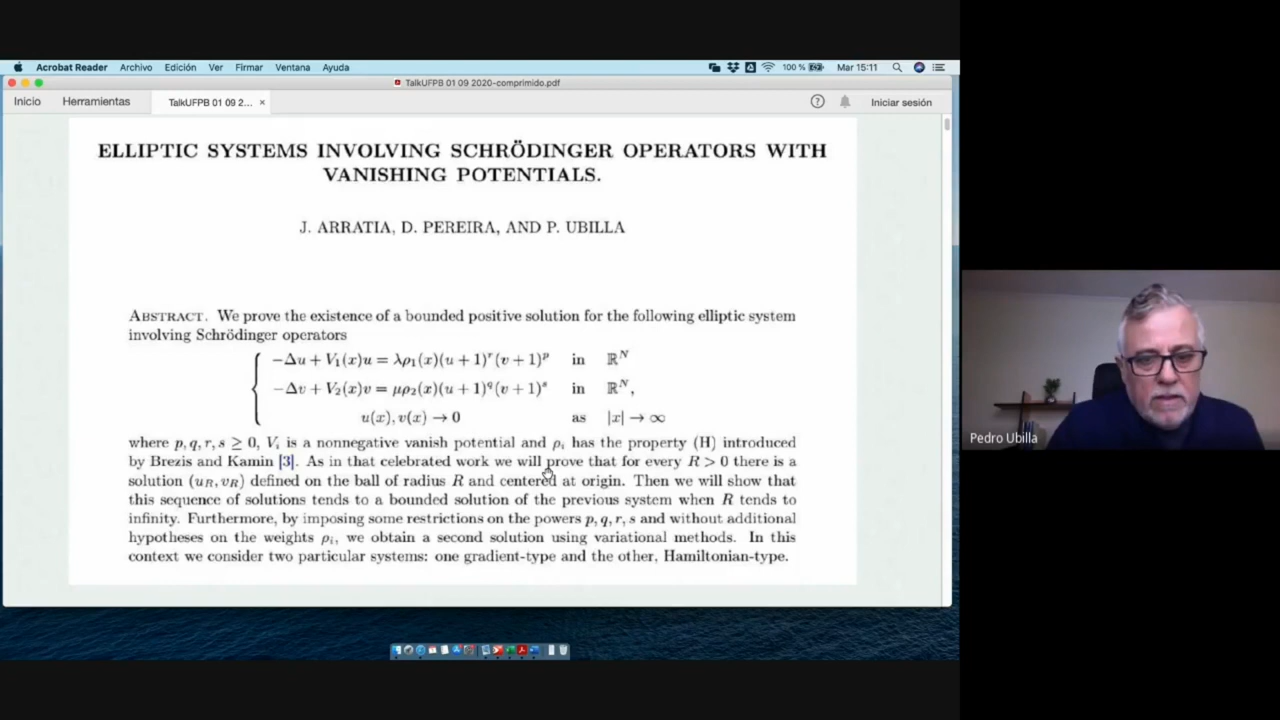 Acrobat Reader Archivo Edición Ver Firmar Ventana Ayuda 100 % Mar 15:11
TalkUFPB 01 09 2020-comprimido.pdf
Inicio Herramientas TalkUFPB 01 09 2... × Iniciar sesión
ELLIPTIC SYSTEMS INVOLVING SCHRÖDINGER OPERATORS WITH
VANISHING POTENTIALS.
J. ARRATIA, D. PEREIRA, AND P. UBILLA
ABSTRACT. We prove the existence of a bounded positive solution for the following elliptic system
involving Schrödinger operators
−Δu + V₁(x)u = λρ₁(x)(u + 1)ʳ(v + 1)ᵖ in ℝᴺ
−Δv + V₂(x)v = μρ₂(x)(u + 1)^q(v + 1)ˢ in ℝᴺ,
u(x), v(x) → 0 as |x| → ∞
where p, q, r, s ≥ 0, Vᵢ is a nonnegative vanish potential and ρᵢ has the property (H) introduced
by Brezis and Kamin [3]. As in that celebrated work we will prove that for every R > 0 there is a
solution (u_R, v_R) defined on the ball of radius R and centered at origin. Then we will show that
this sequence of solutions tends to a bounded solution of the previous system when R tends to
infinity. Furthermore, by imposing some restrictions on the powers p, q, r, s and without additional
hypotheses on the weights ρᵢ, we obtain a second solution using variational methods. In this
context we consider two particular systems: one gradient-type and the other, Hamiltonian-type.
Pedro Ubilla